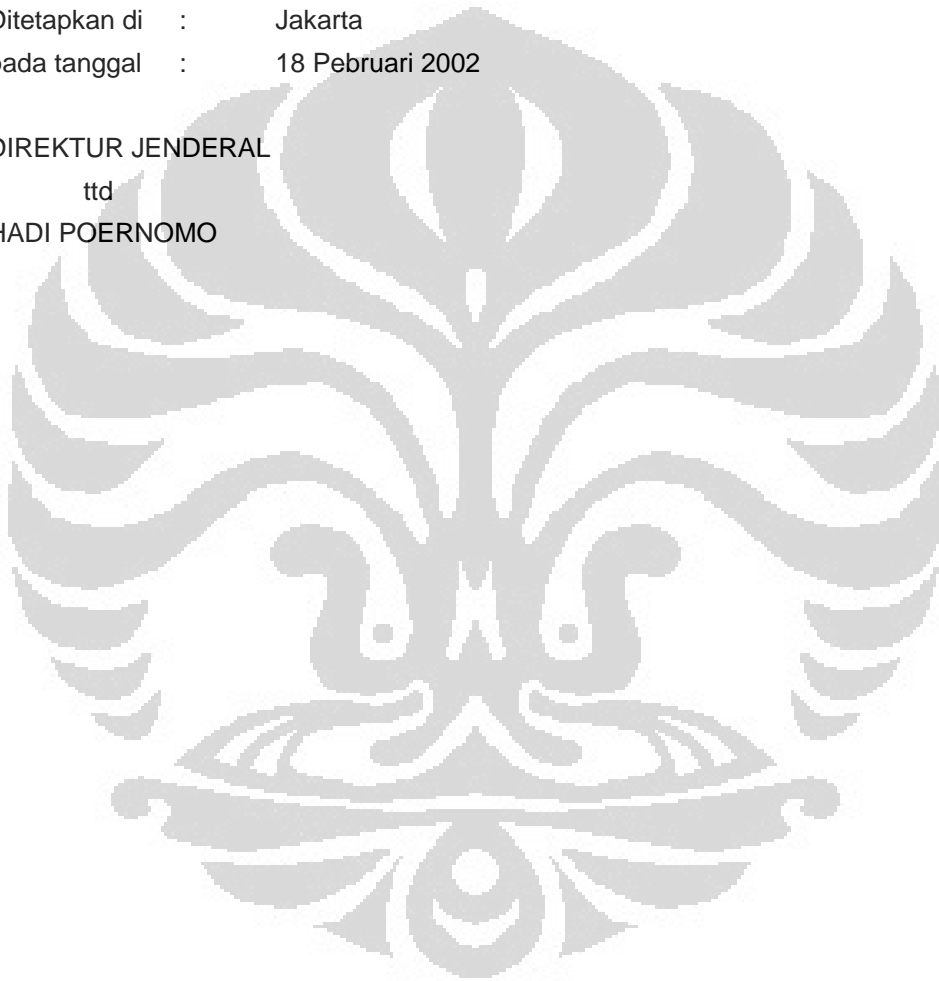 Ditetapkan di : Jakarta
pada tanggal : 18 Pebruari 2002
DIREKTUR JENDERAL
ttd
HADI POERNOMO